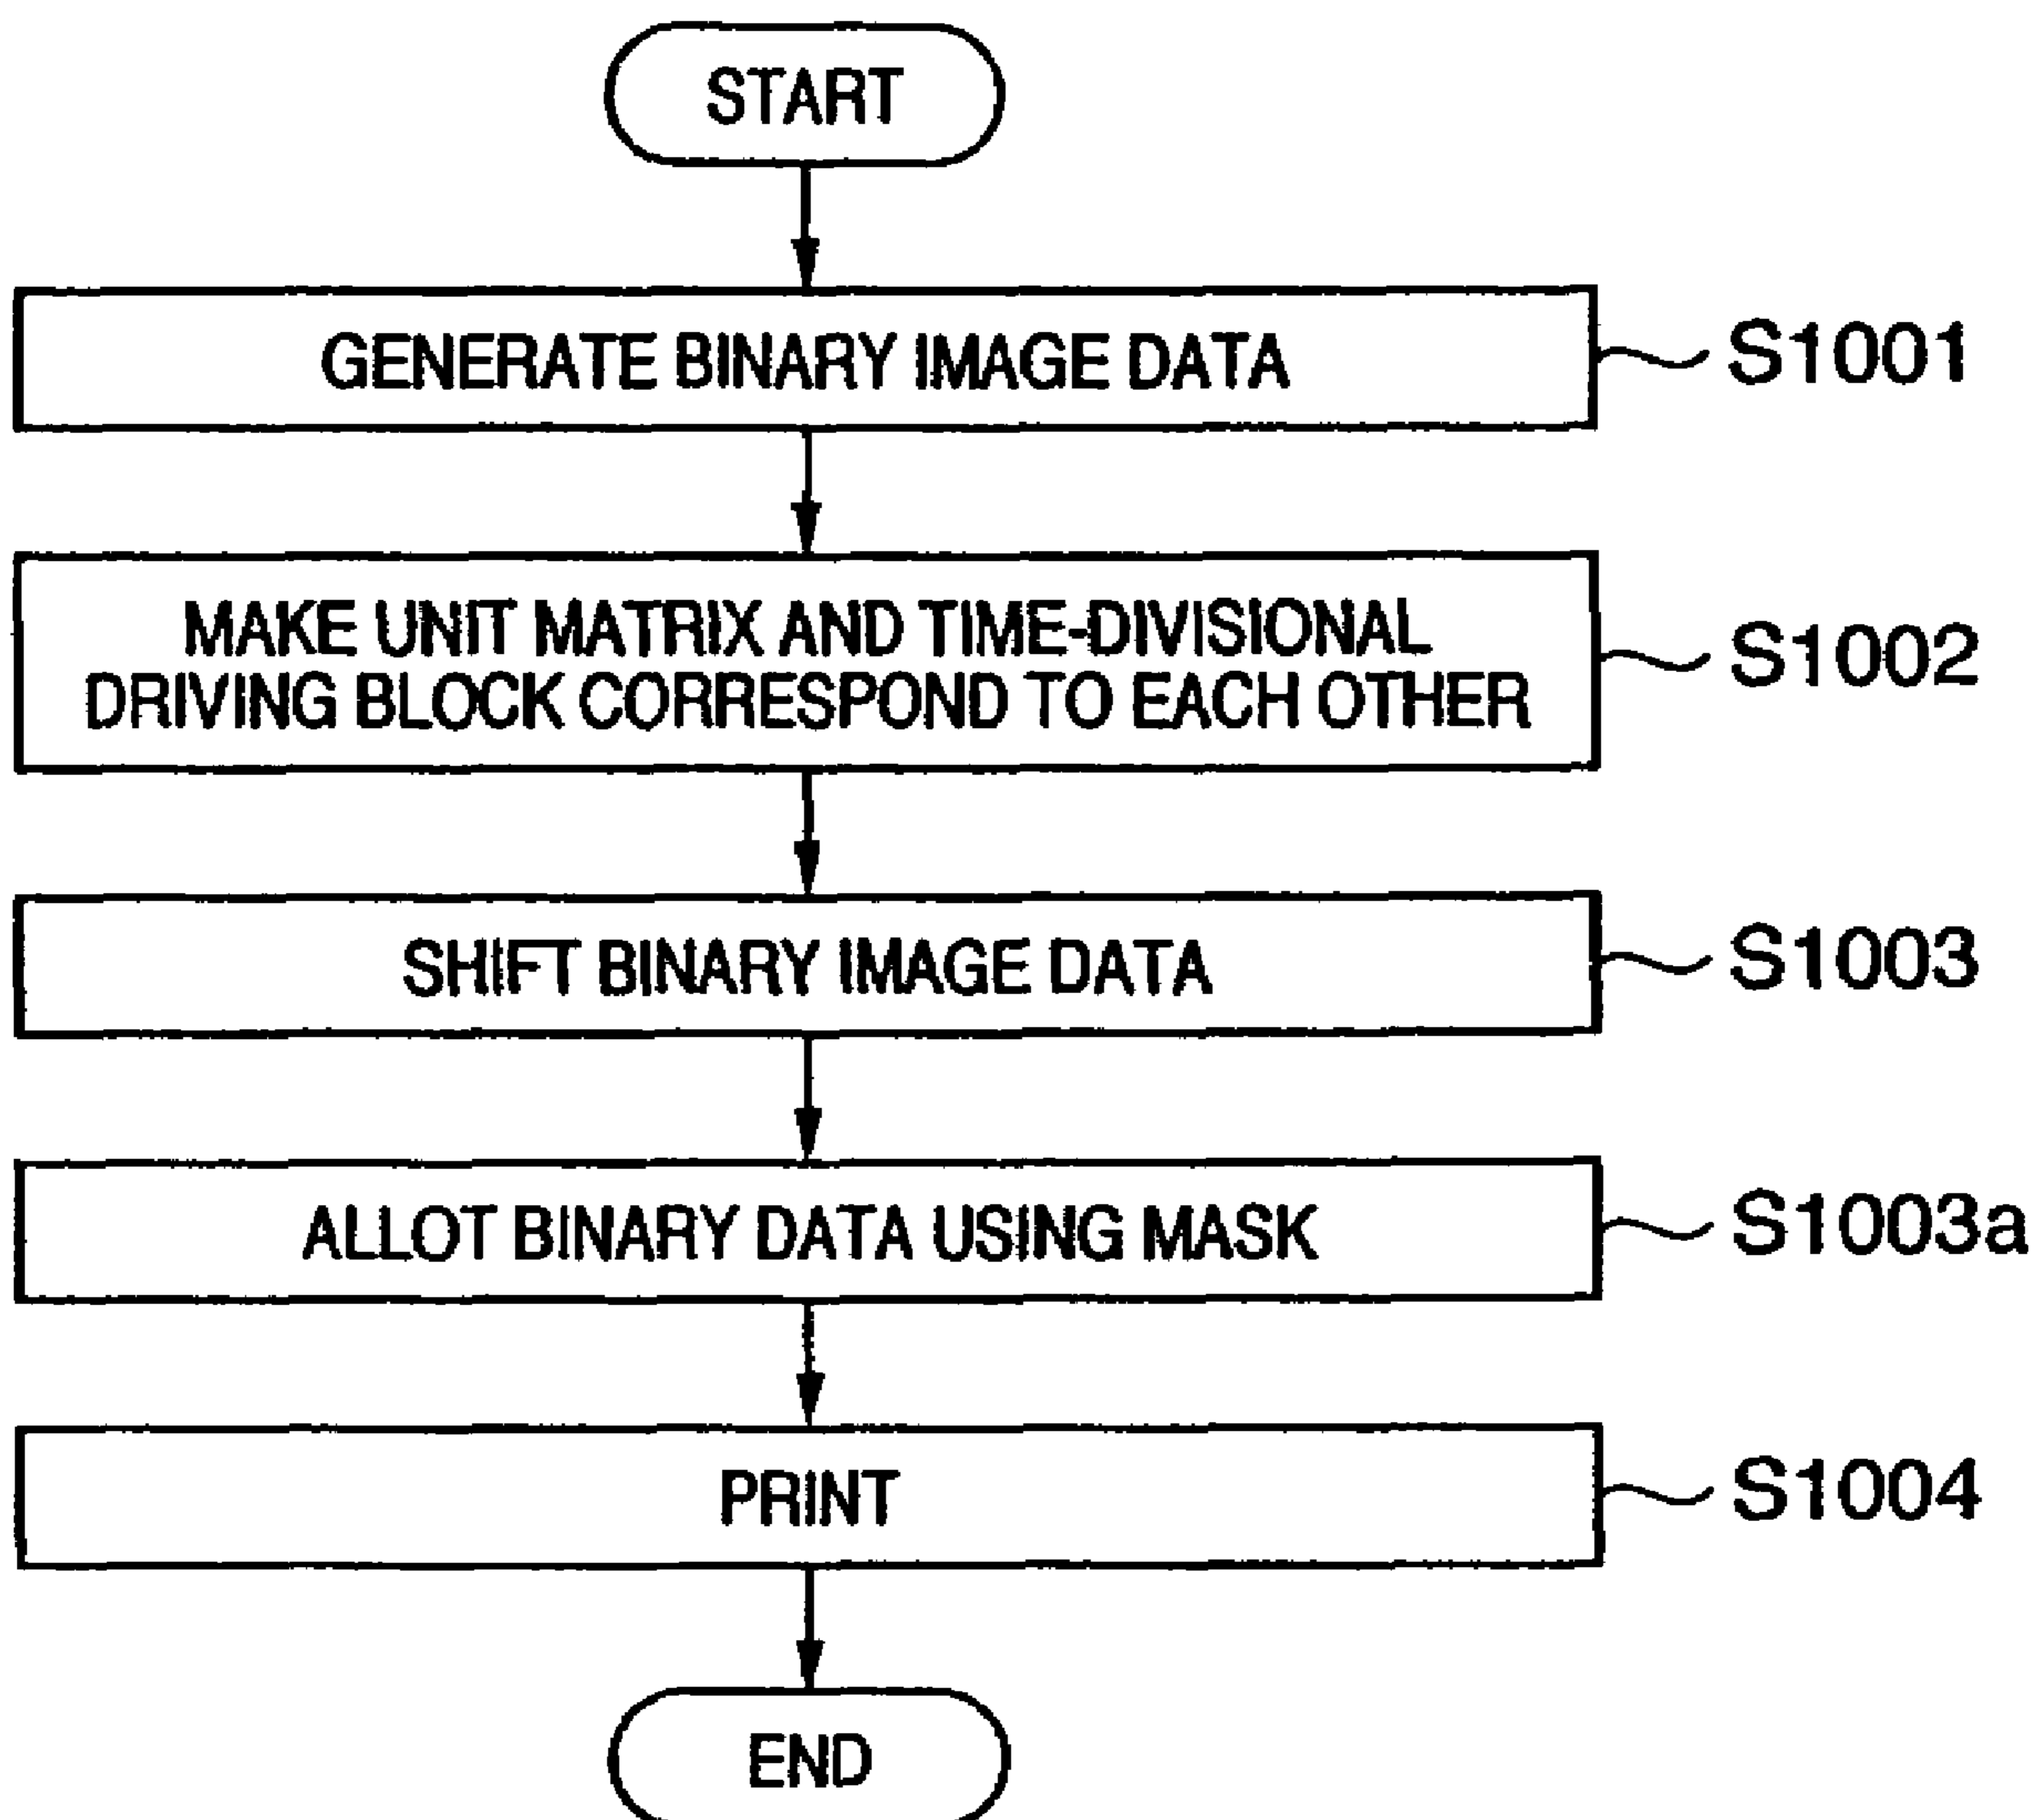 START
GENERATE BINARY IMAGE DATA
S1001
MAKE UNIT MATRIX AND TIME-DIVISIONAL
DRIVING BLOCK CORRESPOND TO EACH OTHER
S1002
SHIFT BINARY IMAGE DATA
S1003
ALLOT BINARY DATA USING MASK
S1003a
PRINT
S1004
END